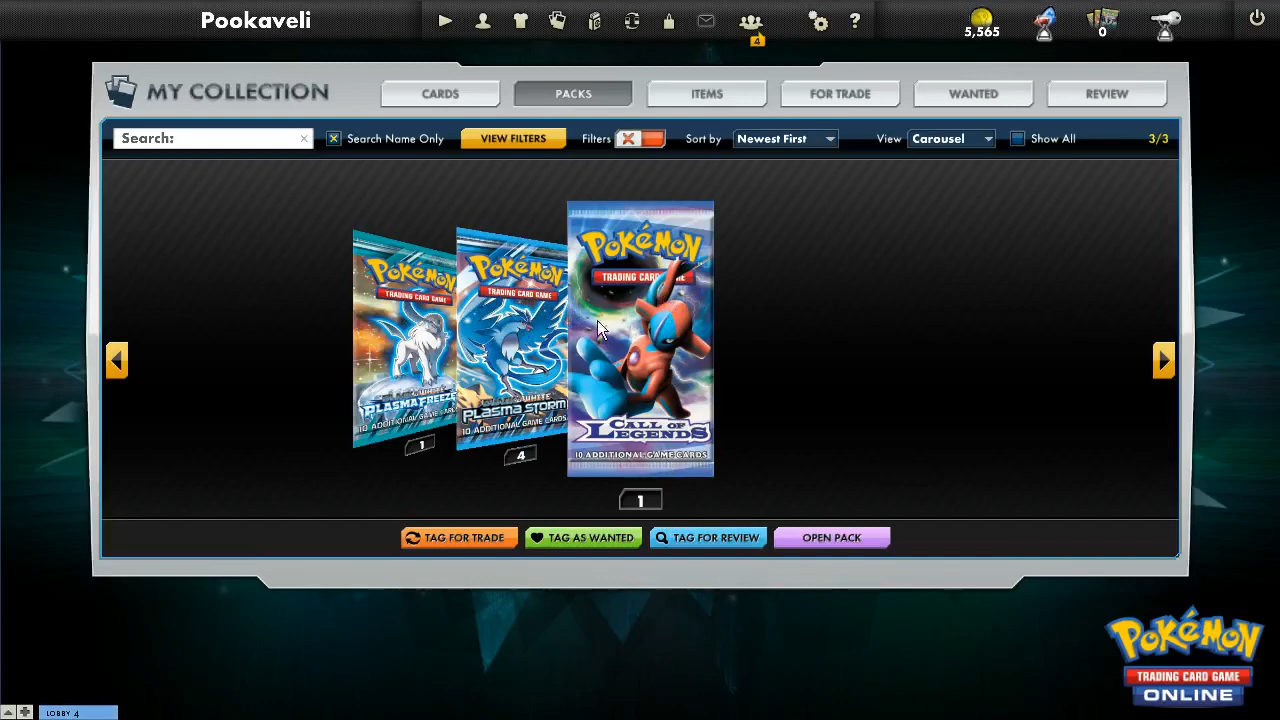 Pookaveli
4
5,565
0
MY COLLECTION
CARDS
PACKS
ITEMS
FOR TRADE
WANTED
REVIEW
Search:
Search Name Only
VIEW FILTERS
Filters
Sort by
Newest First
View
Carousel
Show All
3/3
POKéMON
TRADING CARD GAME
PLASMA FREEZE
10 ADDITIONAL GAME
1
POKéMON
TRADING CARD GAME
PLASMA STORM
10 ADDITIONAL GAME CARDS
4
POKéMON
TRADING CARD
CALL OF
LEGENDS
10 ADDITIONAL GAME CARDS
1
TAG FOR TRADE
TAG AS WANTED
TAG FOR REVIEW
OPEN PACK
POKéMON
TRADING CARD GAME
ONLINE
LOBBY 4